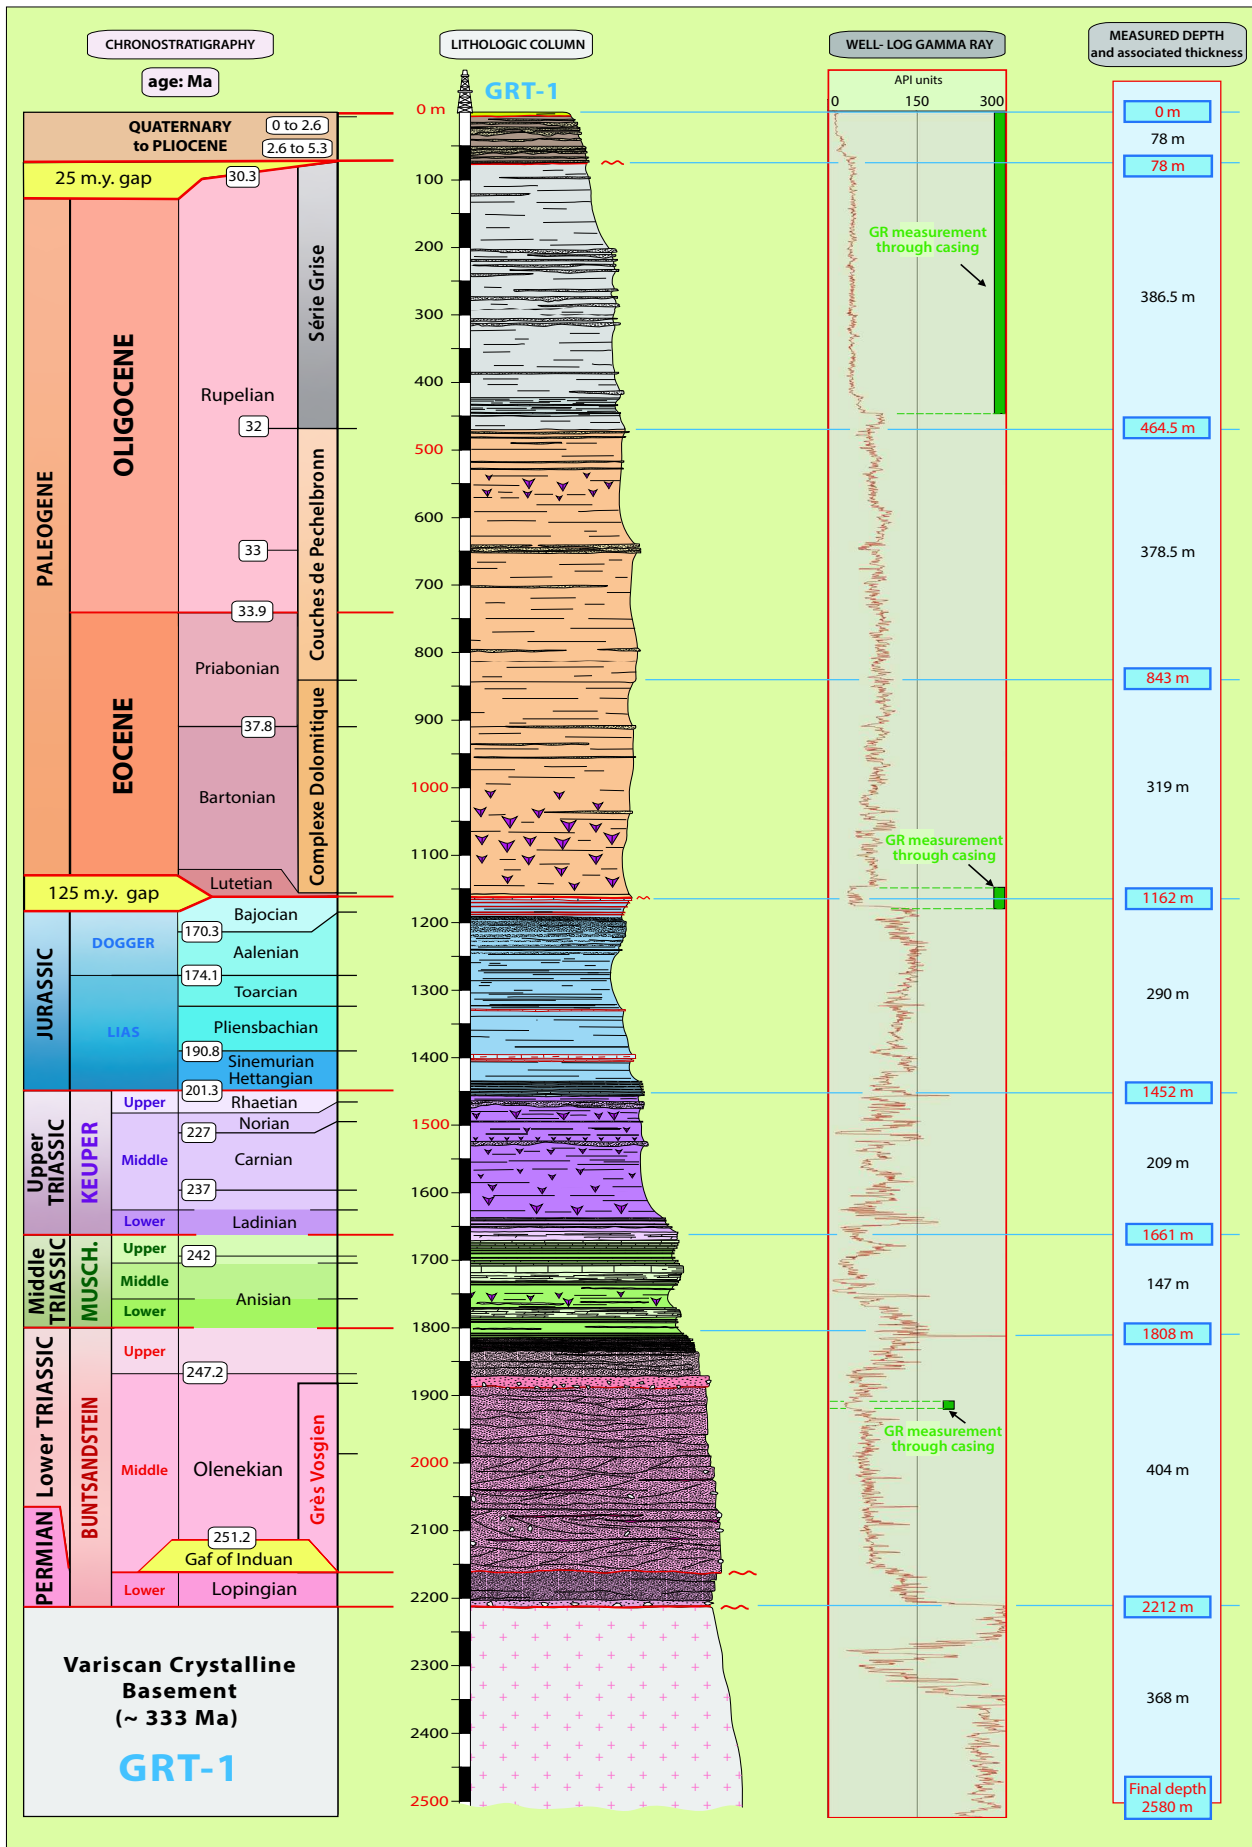 CHRONOSTRATIGRAPHY
age: Ma
LITHOLOGIC COLUMN
WELL- LOG GAMMA RAY
MEASURED DEPTH
and associated thickness
QUATERNARY
to PLIOCENE
0 to 2.6
2.6 to 5.3
25 m.y. gap
30.3
PALEOGENE
OLIGOCENE
Rupelian
Série Grise
32
33
Couches de Pechelbronn
33.9
EOCENE
Priabonian
37.8
Bartonian
Complexe Dolomitique
Lutetian
125 m.y. gap
JURASSIC
DOGGER
Bajocian
170.3
Aalenian
174.1
LIAS
Toarcian
Pliensbachian
190.8
Sinemurian
Hettangian
201.3
Upper
TRIASSIC
KEUPER
Upper
Rhaetian
Norian
227
Middle
Carnian
237
Lower
Ladinian
Middle
TRIASSIC
MUSCH.
Upper
242
Middle
Anisian
Lower
Lower TRIASSIC
BUNTSANDSTEIN
Upper
247.2
Middle
Olenekian
Grès Vosgien
251.2
Gaf of Induan
PERMIAN
Lower
Lopingian
Variscan Crystalline
Basement
(~ 333 Ma)
GRT-1
GRT-1
0 m
100
200
300
400
500
600
700
800
900
1000
1100
1200
1300
1400
1500
1600
1700
1800
1900
2000
2100
2200
2300
2400
2500
API units
0 150 300
GR measurement
through casing
GR measurement
through casing
GR measurement
through casing
0 m
78 m
78 m
386.5 m
464.5 m
378.5 m
843 m
319 m
1162 m
290 m
1452 m
209 m
1661 m
147 m
1808 m
404 m
2212 m
368 m
Final depth
2580 m